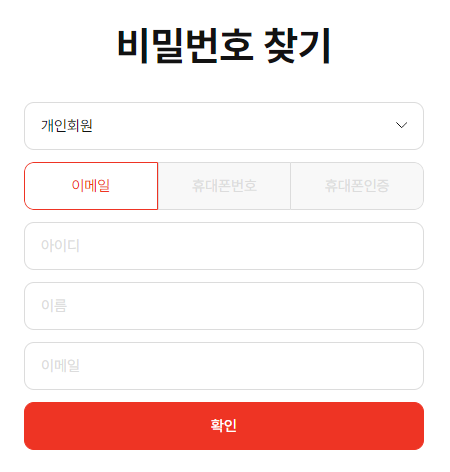 비밀번호 찾기
개인회원
이메일 휴대폰번호 휴대폰인증
아이디
이름
이메일
확인